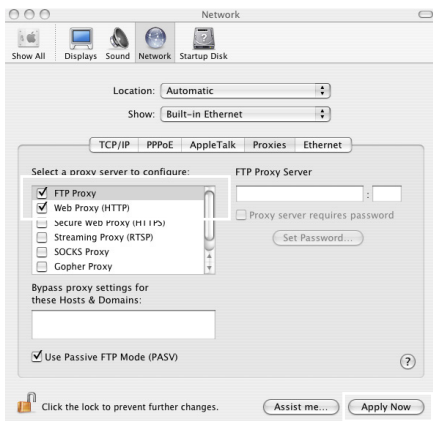 Network
Show All Displays Sound Network Startup Disk
Location: Automatic
Show: Built-in Ethernet
TCP/IP PPPoE AppleTalk Proxies Ethernet
Select a proxy server to configure:
FTP Proxy Server
FTP Proxy
Web Proxy (HTTP)
:
Secure Web Proxy (HTTPS)
Proxy server requires password
Streaming Proxy (RTSP)
Set Password...
SOCKS Proxy
Gopher Proxy
Bypass proxy settings for
these Hosts & Domains:
Use Passive FTP Mode (PASV)
?
Click the lock to prevent further changes.
Assist me...
Apply Now